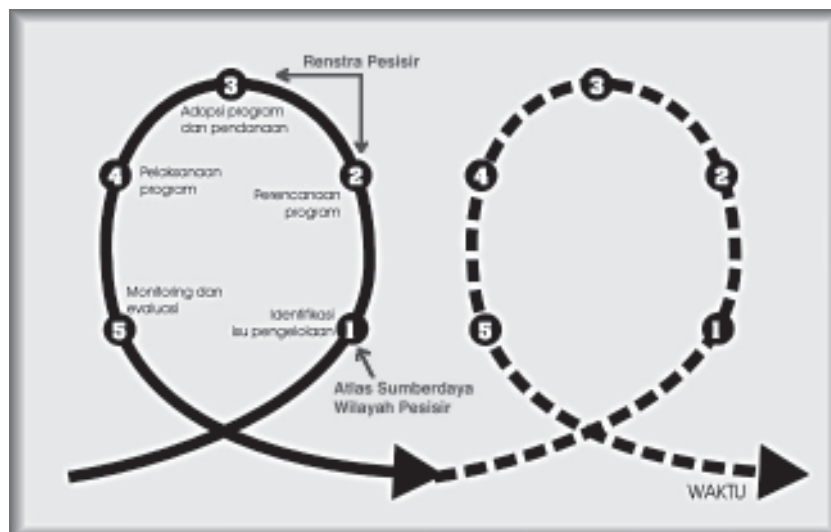 Renstra Pesisir
3
Adopsi program
dan pendanaan
4
Pelaksanaan
program
2
Perencanaan
program
Monitoring dan
evaluasi
5
Identifikasi
isu pengelolaan
1
Atlas Sumberdaya
Wilayah Pesisir
3
4
2
5
1
WAKTU